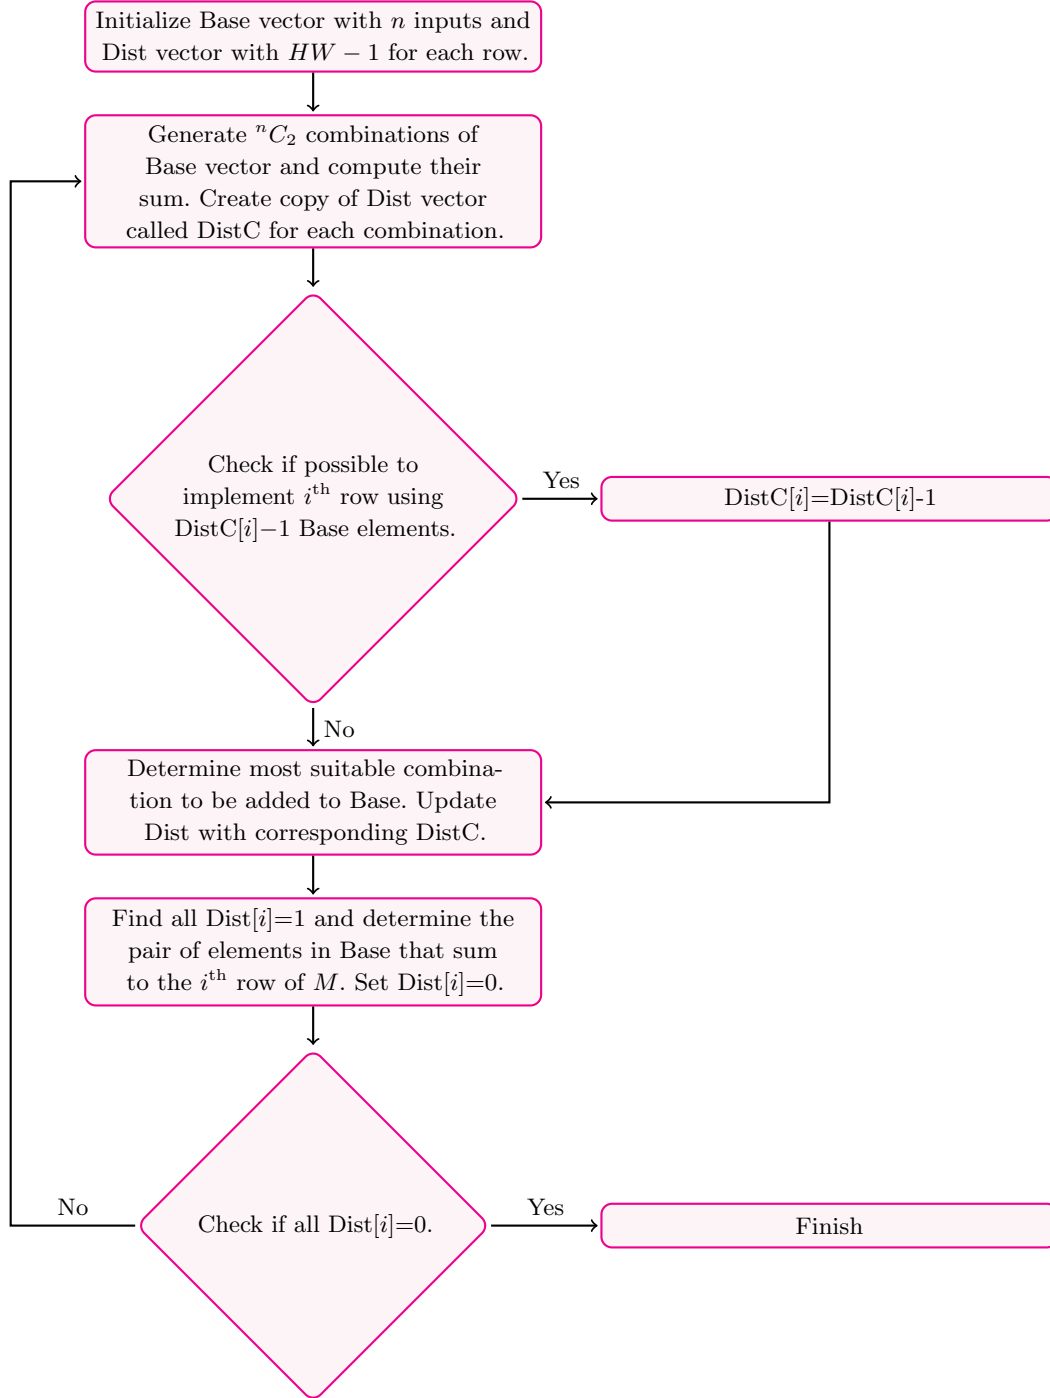 Initialize Base vector with n inputs and
Dist vector with HW − 1 for each row.
Generate ⁿC₂ combinations of
Base vector and compute their
sum. Create copy of Dist vector
called DistC for each combination.
Check if possible to
implement iᵗʰ row using
DistC[i]−1 Base elements.
Yes
DistC[i]=DistC[i]-1
No
Determine most suitable combina-
tion to be added to Base. Update
Dist with corresponding DistC.
Find all Dist[i]=1 and determine the
pair of elements in Base that sum
to the iᵗʰ row of M. Set Dist[i]=0.
No
Check if all Dist[i]=0.
Yes
Finish